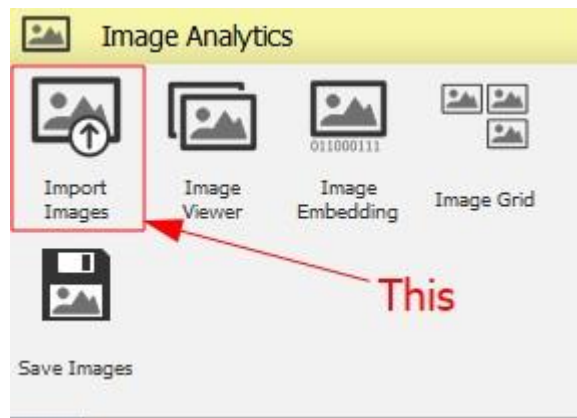 Image Analytics
Import
Images
Image
Viewer
011000111
Image
Embedding
Image Grid
This
Save Images